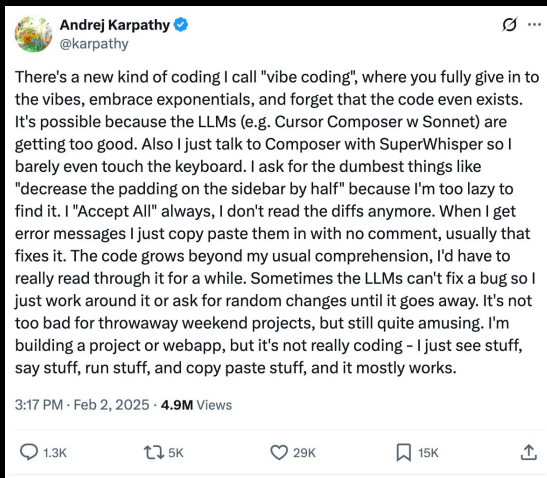 Andrej Karpathy
@karpathy
There's a new kind of coding I call "vibe coding", where you fully give in to
the vibes, embrace exponentials, and forget that the code even exists.
It's possible because the LLMs (e.g. Cursor Composer w Sonnet) are
getting too good. Also I just talk to Composer with SuperWhisper so I
barely even touch the keyboard. I ask for the dumbest things like
"decrease the padding on the sidebar by half" because I'm too lazy to
find it. I "Accept All" always, I don't read the diffs anymore. When I get
error messages I just copy paste them in with no comment, usually that
fixes it. The code grows beyond my usual comprehension, I'd have to
really read through it for a while. Sometimes the LLMs can't fix a bug so I
just work around it or ask for random changes until it goes away. It's not
too bad for throwaway weekend projects, but still quite amusing. I'm
building a project or webapp, but it's not really coding - I just see stuff,
say stuff, run stuff, and copy paste stuff, and it mostly works.
3:17 PM · Feb 2, 2025 · 4.9M Views
1.3K 5K 29K 15K